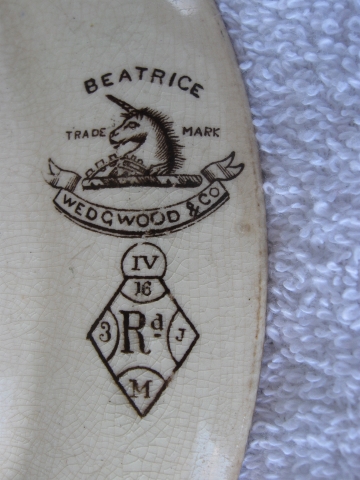 BEATRICE
TRADE MARK
WEDGWOOD & Co
IV
16
3 Rd J
M